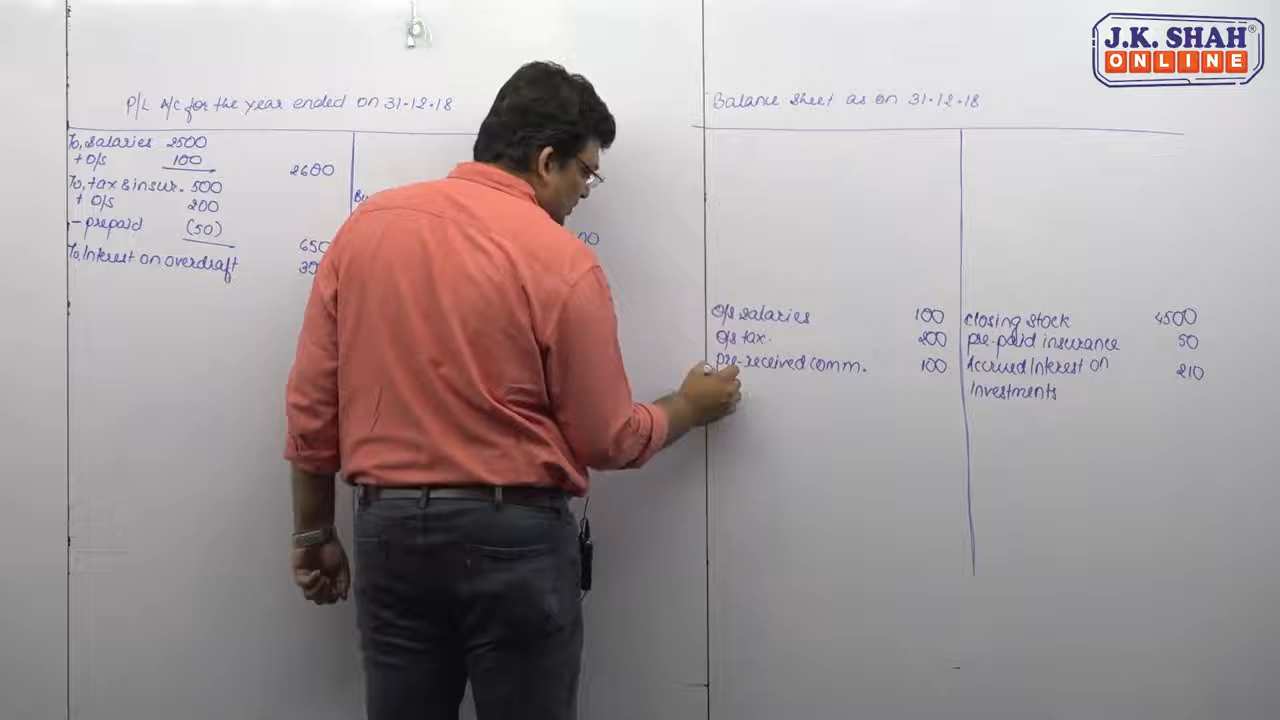 J.K. SHAH®
ONLINE
P/L A/C for the year ended on 31-12-18
To, salaries 2500
+ O/s 100
2600
To, tax & insur. 500
+ O/S 200
- prepaid (50)
650
To, Interest on overdraft
Balance sheet as on 31-12-18
O/s salaries 100
O/s tax. 200
pre-received comm. 100
closing stock 4500
pre-paid insurance 50
Accrued Interest on 210
Investments